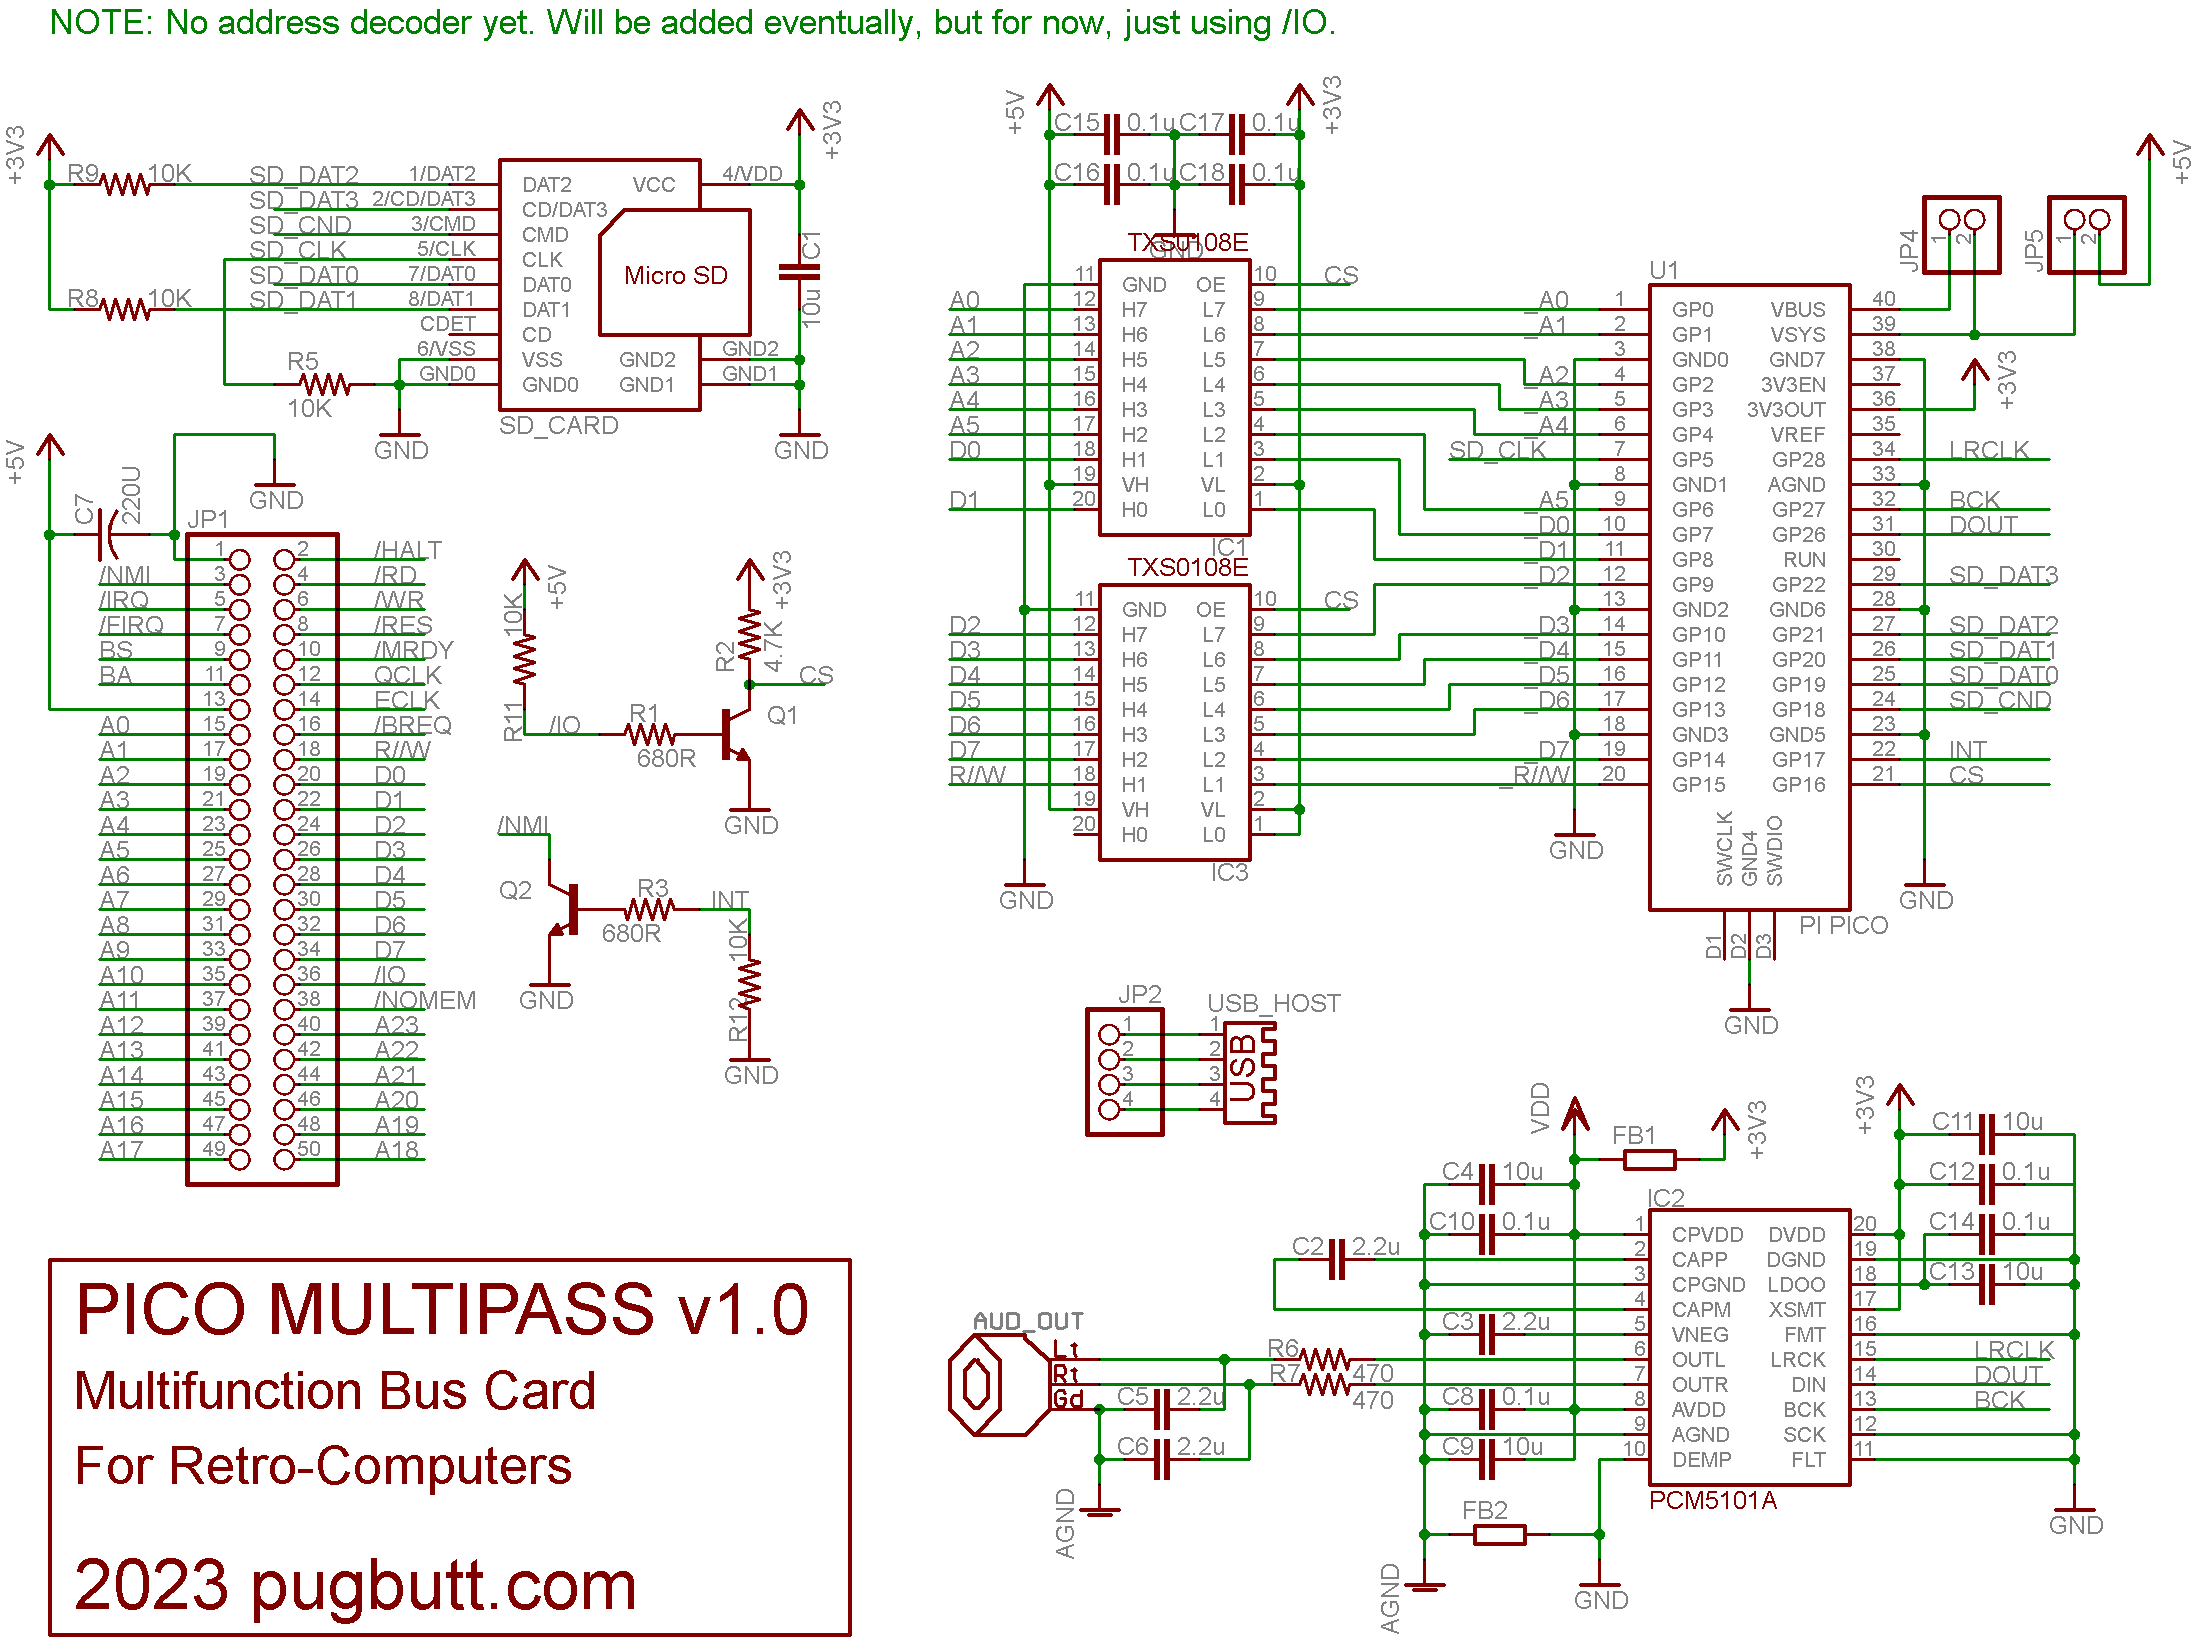 NOTE: No address decoder yet. Will be added eventually, but for now, just using /IO.
+3V3
R9 10K
R8 10K
SD_DAT2 1/DAT2
SD_DAT3 2/CD/DAT3
SD_CND 3/CMD
SD_CLK 5/CLK
SD_DAT0 7/DAT0
SD_DAT1 8/DAT1
CDET
6/VSS
GND0
R5
10K
GND
DAT2 VCC
CD/DAT3
CMD
CLK
DAT0
DAT1
CD
VSS GND2
GND0 GND1
Micro SD
SD_CARD
4/VDD
+3V3
C1
10u
GND2
GND1
GND
+5V
C7
220U
GND
JP1
1 2 /HALT
/NMI 3 4 /RD
/IRQ 5 6 /WR
/FIRQ 7 8 /RES
BS 9 10 /MRDY
BA 11 12 QCLK
13 14 ECLK
A0 15 16 /BREQ
A1 17 18 R//W
A2 19 20 D0
A3 21 22 D1
A4 23 24 D2
A5 25 26 D3
A6 27 28 D4
A7 29 30 D5
A8 31 32 D6
A9 33 34 D7
A10 35 36 /IO
A11 37 38 /NOMEM
A12 39 40 A23
A13 41 42 A22
A14 43 44 A21
A15 45 46 A20
A16 47 48 A19
A17 49 50 A18
+5V
R11 10K
/IO
R1
680R
+3V3
R2
4.7K
CS
Q1
GND
/NMI
Q2
GND
R3
680R
INT
R12 10K
GND
+5V
C15 0.1u C17 0.1u
C16 0.1u C18 0.1u
+3V3
GND
TXS0108E
11 GND OE 10 CS
A0 12 H7 L7 9
A1 13 H6 L6 8
A2 14 H5 L5 7
A3 15 H4 L4 6
A4 16 H3 L3 5
A5 17 H2 L2 4
D0 18 H1 L1 3
19 VH VL 2
D1 20 H0 L0 1
IC1
TXS0108E
11 GND OE 10 CS
D2 12 H7 L7 9
D3 13 H6 L6 8
D4 14 H5 L5 7
D5 15 H4 L4 6
D6 16 H3 L3 5
D7 17 H2 L2 4
R//W 18 H1 L1 3
19 VH VL 2
20 H0 L0 1
IC3
GND
JP4
1 2
JP5
1 2
+5V
U1
_A0 1 GP0 VBUS 40
_A1 2 GP1 VSYS 39
3 GND0 GND7 38
_A2 4 GP2 3V3EN 37
_A3 5 GP3 3V3OUT 36
_A4 6 GP4 VREF 35
SD_CLK 7 GP5 GP28 34 LRCLK
8 GND1 AGND 33
_A5 9 GP6 GP27 32 BCK
_D0 10 GP7 GP26 31 DOUT
_D1 11 GP8 RUN 30
_D2 12 GP9 GP22 29 SD_DAT3
13 GND2 GND6 28
_D3 14 GP10 GP21 27 SD_DAT2
_D4 15 GP11 GP20 26 SD_DAT1
_D5 16 GP12 GP19 25 SD_DAT0
_D6 17 GP13 GP18 24 SD_CND
18 GND3 GND5 23
_D7 19 GP14 GP17 22 INT
_R//W 20 GP15 GP16 21 CS
+3V3
SWCLK
GND4
SWDIO
D1
D2
D3
PI PICO
GND
GND
GND
JP2
1
2
3
4
USB_HOST
1
2
3
4
USB
VDD
FB1
+3V3
+3V3
C11 10u
C12 0.1u
C14 0.1u
C13 10u
C4 10u
C10 0.1u
C2 2.2u
C3 2.2u
C8 0.1u
C9 10u
IC2
1 CPVDD DVDD 20
2 CAPP DGND 19
3 CPGND LDOO 18
4 CAPM XSMT 17
5 VNEG FMT 16
6 OUTL LRCK 15 LRCLK
7 OUTR DIN 14 DOUT
8 AVDD BCK 13 BCK
9 AGND SCK 12
10 DEMP FLT 11
PCM5101A
GND
AUD_OUT
Lt
Rt
Gd
R6 470
R7 470
C5 2.2u
C6 2.2u
AGND
FB2
AGND
GND
PICO MULTIPASS v1.0
Multifunction Bus Card
For Retro-Computers
2023 pugbutt.com